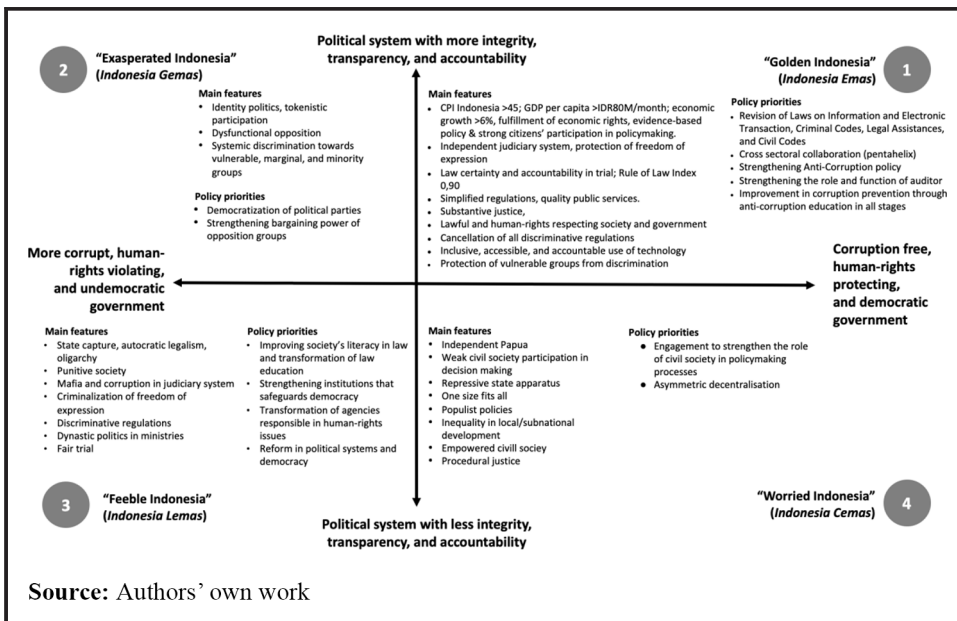 Political system with more integrity,
transparency, and accountability
2
“Exasperated Indonesia”
(Indonesia Gemas)
Main features
• Identity politics, tokenistic
participation
• Dysfunctional opposition
• Systemic discrimination towards
vulnerable, marginal, and minority
groups
Policy priorities
• Democratization of political parties
• Strengthening bargaining power of
opposition groups
Main features
• CPI Indonesia >45; GDP per capita >IDR80M/month; economic
growth >6%, fulfillment of economic rights, evidence-based
policy & strong citizens’ participation in policymaking.
• Independent judiciary system, protection of freedom of
expression
• Law certainty and accountability in trial; Rule of Law Index
0,90
• Simplified regulations, quality public services.
• Substantive justice,
• Lawful and human-rights respecting society and government
• Cancellation of all discriminative regulations
• Inclusive, accessible, and accountable use of technology
• Protection of vulnerable groups from discrimination
“Golden Indonesia”
(Indonesia Emas)
1
Policy priorities
• Revision of Laws on Information and Electronic
Transaction, Criminal Codes, Legal Assistances,
and Civil Codes
• Cross sectoral collaboration (pentahelix)
• Strengthening Anti-Corruption policy
• Strengthening the role and function of auditor
• Improvement in corruption prevention through
anti-corruption education in all stages
More corrupt, human-
rights violating,
and undemocratic
government
Corruption free,
human-rights
protecting,
and democratic
government
Main features
• State capture, autocratic legalism,
oligarchy
• Punitive society
• Mafia and corruption in judiciary system
• Criminalization of freedom of
expression
• Discriminative regulations
• Dynastic politics in ministries
• Fair trial
Policy priorities
• Improving society’s literacy in law
and transformation of law
education
• Strengthening institutions that
safeguards democracy
• Transformation of agencies
responsible in human-rights
issues
• Reform in political systems and
democracy
Main features
• Independent Papua
• Weak civil society participation in
decision making
• Repressive state apparatus
• One size fits all
• Populist policies
• Inequality in local/subnational
development
• Empowered civill sociey
• Procedural justice
Policy priorities
● Engagement to strengthen the role
of civil society in policymaking
processes
● Asymmetric decentralisation
3
“Feeble Indonesia”
(Indonesia Lemas)
“Worried Indonesia”
(Indonesia Cemas)
4
Political system with less integrity,
transparency, and accountability
Source: Authors’ own work